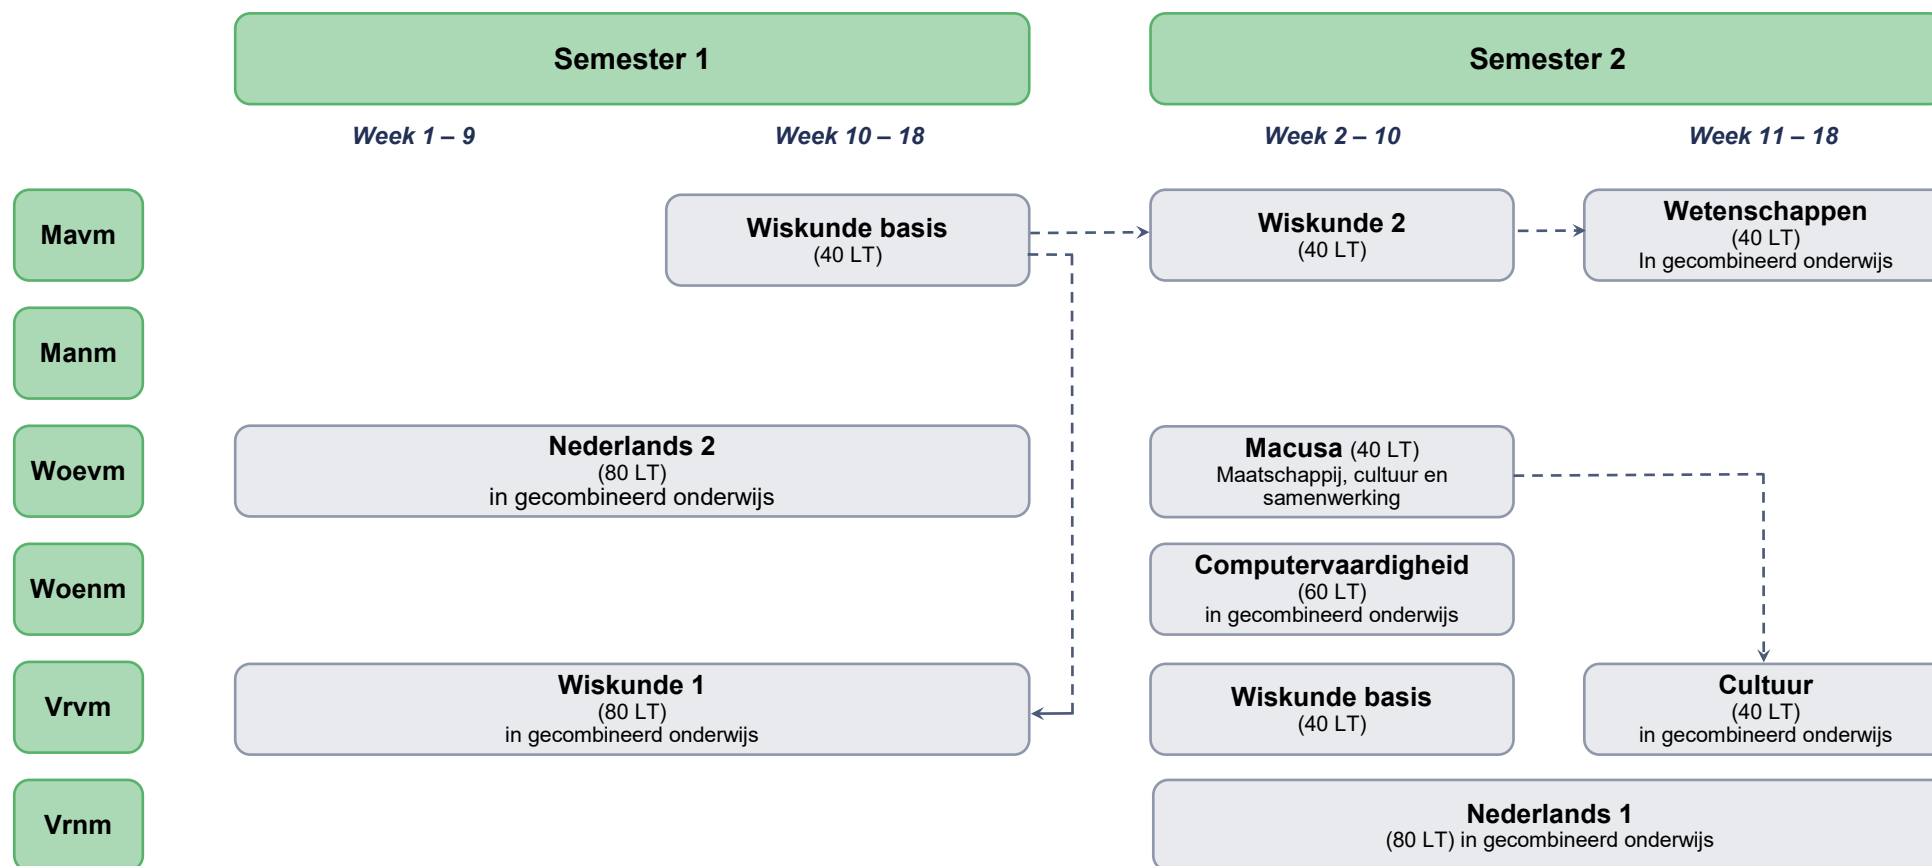 Semester 1
Semester 2
Week 1 – 9
Week 10 – 18
Week 2 – 10
Week 11 – 18
Mavm
Wiskunde basis
(40 LT)
Wiskunde 2
(40 LT)
Wetenschappen
(40 LT)
In gecombineerd onderwijs
Manm
Woevm
Nederlands 2
(80 LT)
in gecombineerd onderwijs
Macusa (40 LT)
Maatschappij, cultuur en
samenwerking
Woenm
Computervaardigheid
(60 LT)
in gecombineerd onderwijs
Vrvm
Wiskunde 1
(80 LT)
in gecombineerd onderwijs
Wiskunde basis
(40 LT)
Cultuur
(40 LT)
in gecombineerd onderwijs
Vrnm
Nederlands 1
(80 LT) in gecombineerd onderwijs